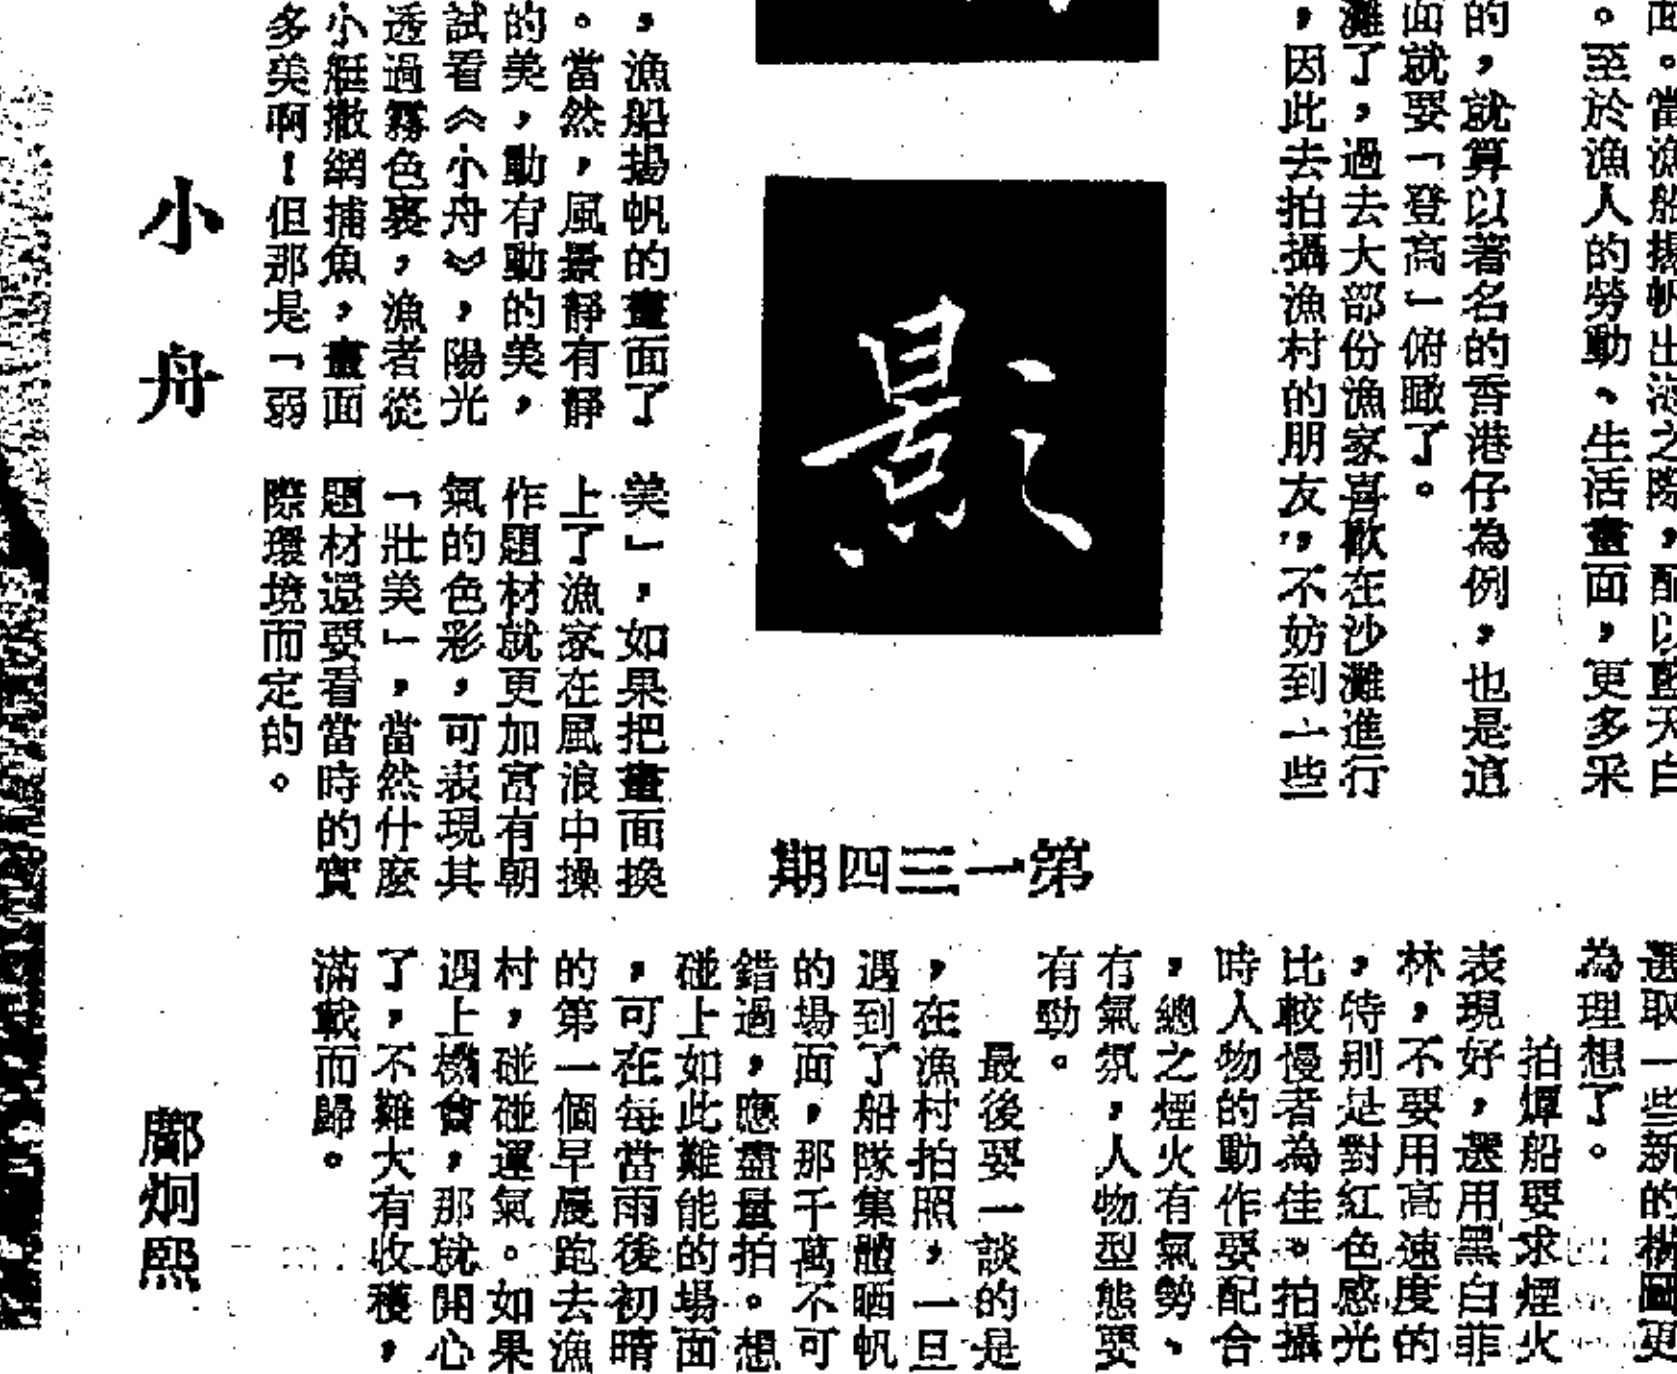 面。當漁船揚帆出海之際，配以藍天白
。至於漁人的勞動、生活畫面，更多采
的，就算以著名的香港仔為例，也是適
面就要「登高」俯瞰了。
灘了，過去大部份漁家喜歡在沙灘進行
，因此去拍攝漁村的朋友，不妨到一些
影
第一三四期
，漁船揚帆的畫面了
。當然，風景靜有靜
的美，動有動的美，
試看《小舟》，陽光
透過霧色裏，漁者從
小艇撒網捕魚，畫面
多美啊！但那是「弱
美」，如果把畫面換
上了漁家在風浪中操
作題材就更加富有朝
氣的色彩，可表現其
「壯美」，當然什麼
題材還要看當時的實
際環境而定的。
選取一些新的構圖更
為理想了。
拍燂船要求煙火
表現好，選用黑白菲
林，不要用高速度的
，特別是對紅色感光
比較慢者為佳。拍攝
時人物的動作要配合
，總之煙火有氣勢、
有氣氛，人物型態要
有勁。
最後要一談的是
，在漁村拍照，一旦
遇到了船隊集體晒帆
的場面，那千萬不可
錯過，應盡量拍。想
碰上如此難能的場面
，可在每當雨後初晴
的第一個早晨跑去漁
村，碰碰運氣。如果
遇上機會，那就開心
了，不難大有收穫，
滿載而歸。
小舟
鄺炯熙